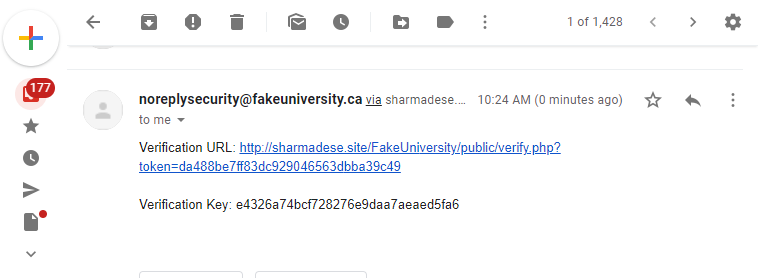 1 of 1,428
177
noreplysecurity@fakeuniversity.ca via sharmadese.... 10:24 AM (0 minutes ago)
to me
Verification URL: http://sharmadese.site/FakeUniversity/public/verify.php?
token=da488be7ff83dc929046563dbba39c49
Verification Key: e4326a74bcf728276e9daa7aeaed5fa6